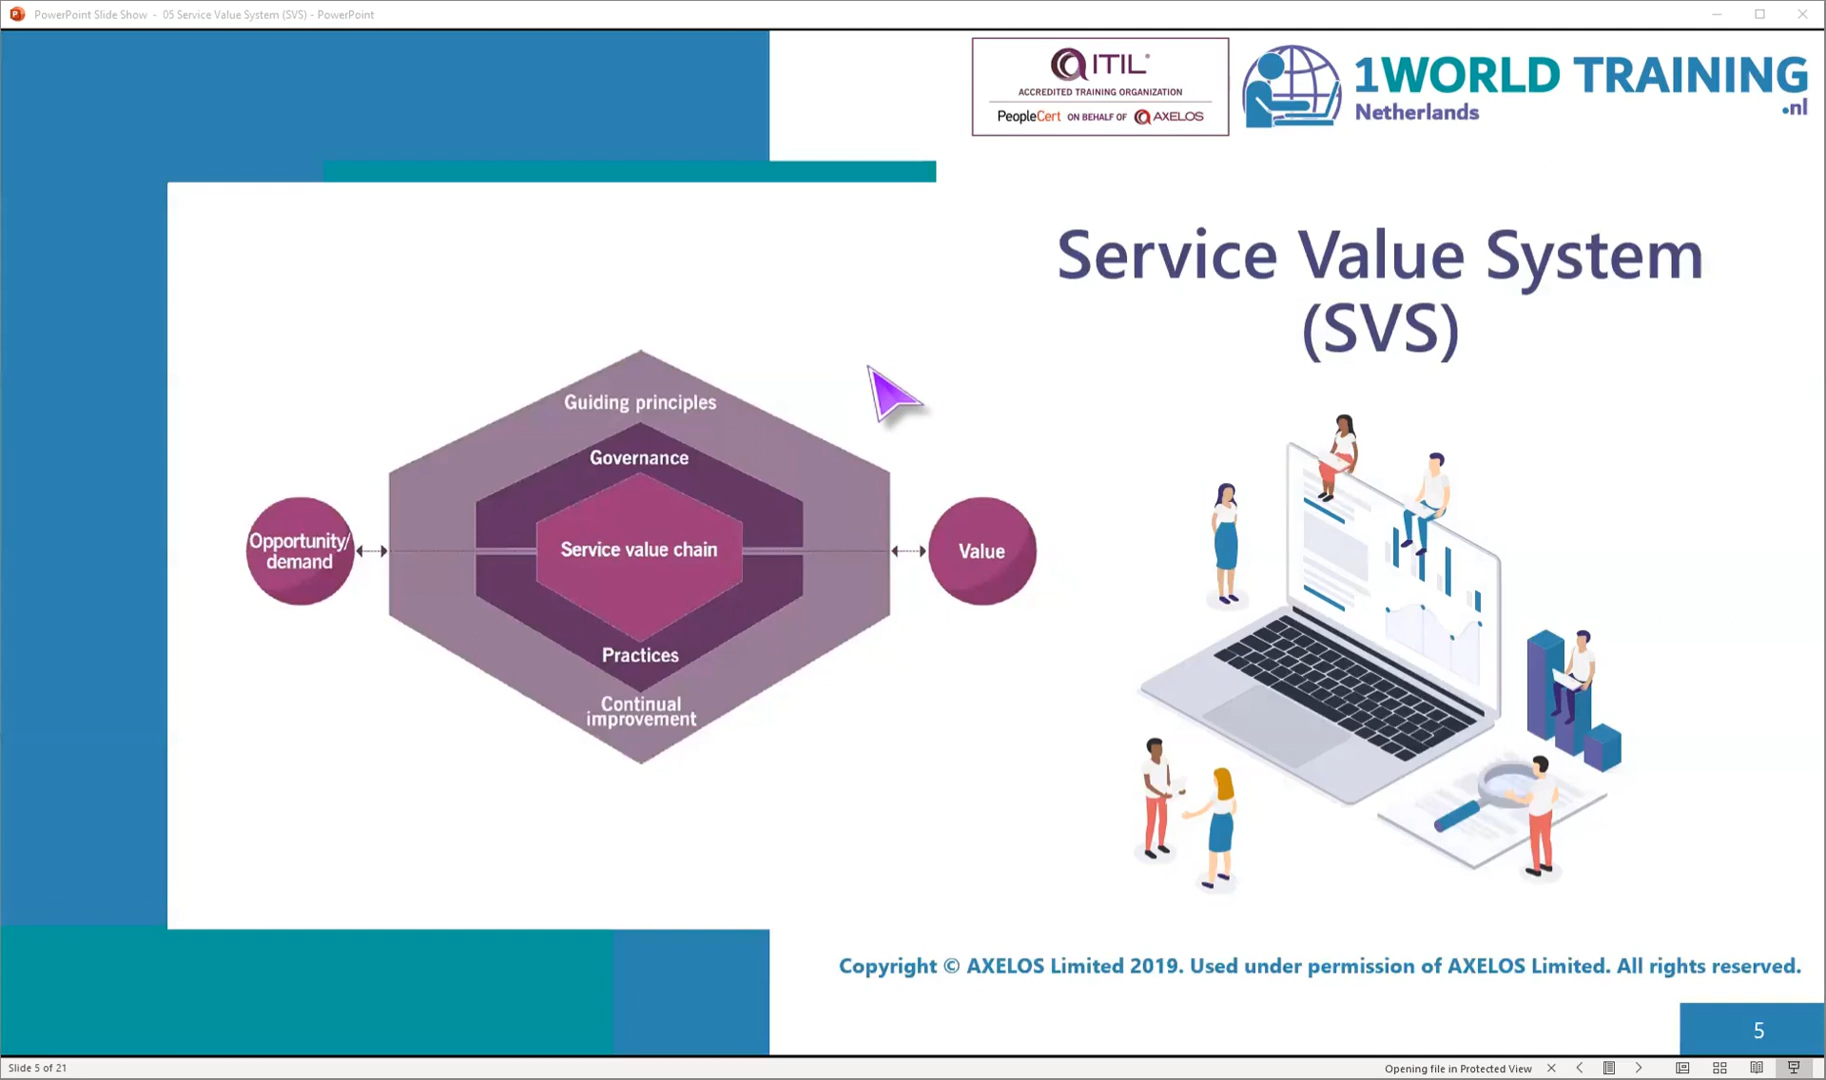 PowerPoint Slide Show - 05 Service Value System (SVS) - PowerPoint
ITIL®
ACCREDITED TRAINING ORGANIZATION
PeopleCert ON BEHALF OF AXELOS
1WORLD TRAINING
.nl
Netherlands
Service Value System
(SVS)
Guiding principles
Governance
Opportunity/
demand
Service value chain
Value
Practices
Continual
improvement
Copyright © AXELOS Limited 2019. Used under permission of AXELOS Limited. All rights reserved.
5
Slide 5 of 21
Opening file in Protected View